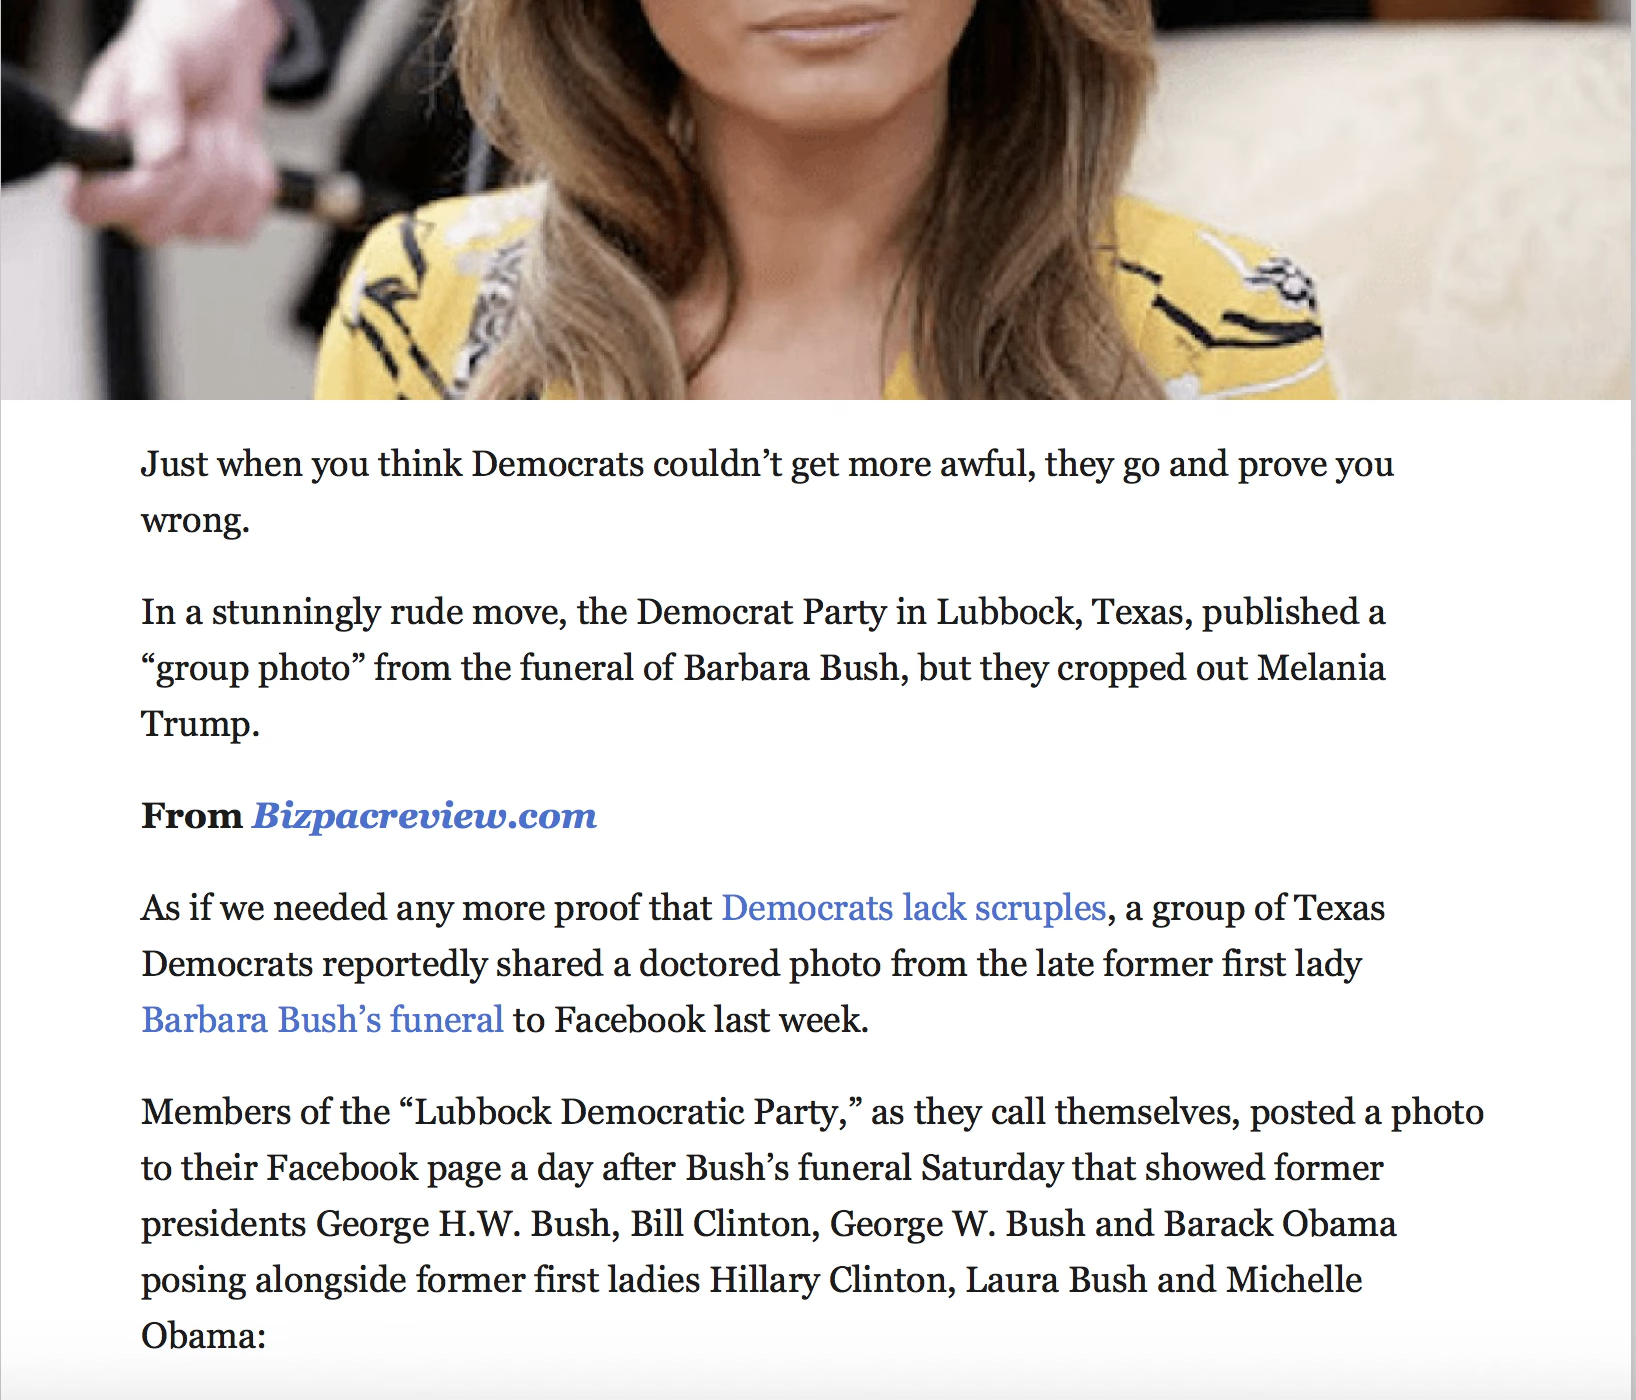 Just when you think Democrats couldn’t get more awful, they go and prove you
wrong.
In a stunningly rude move, the Democrat Party in Lubbock, Texas, published a
“group photo” from the funeral of Barbara Bush, but they cropped out Melania
Trump.
From Bizpacreview.com
As if we needed any more proof that Democrats lack scruples, a group of Texas
Democrats reportedly shared a doctored photo from the late former first lady
Barbara Bush’s funeral to Facebook last week.
Members of the “Lubbock Democratic Party,” as they call themselves, posted a photo
to their Facebook page a day after Bush’s funeral Saturday that showed former
presidents George H.W. Bush, Bill Clinton, George W. Bush and Barack Obama
posing alongside former first ladies Hillary Clinton, Laura Bush and Michelle
Obama: